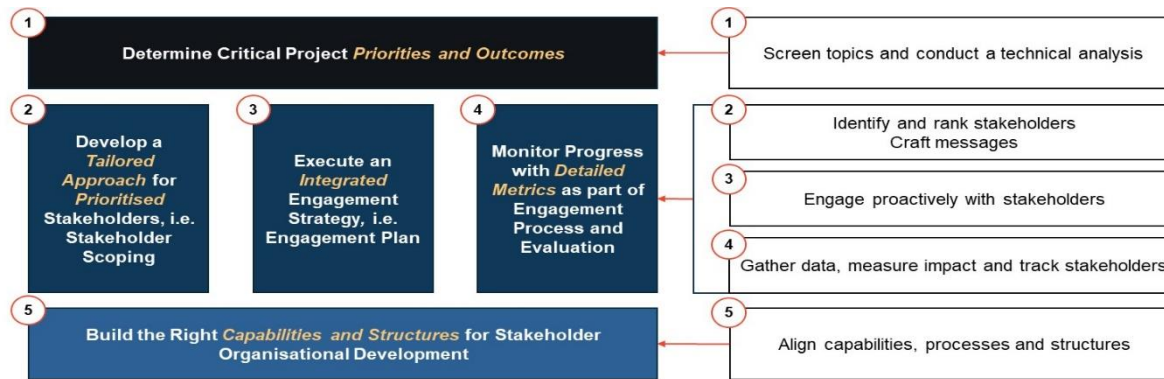 1
Determine Critical Project Priorities and Outcomes
1
Screen topics and conduct a technical analysis
2
Develop a
Tailored
Approach for
Prioritised
Stakeholders, i.e.
Stakeholder
Scoping
3
Execute an
Integrated
Engagement
Strategy, i.e.
Engagement Plan
4
Monitor Progress
with Detailed
Metrics as part of
Engagement
Process and
Evaluation
2
Identify and rank stakeholders
Craft messages
3
Engage proactively with stakeholders
4
Gather data, measure impact and track stakeholders
5
Build the Right Capabilities and Structures for Stakeholder
Organisational Development
5
Align capabilities, processes and structures